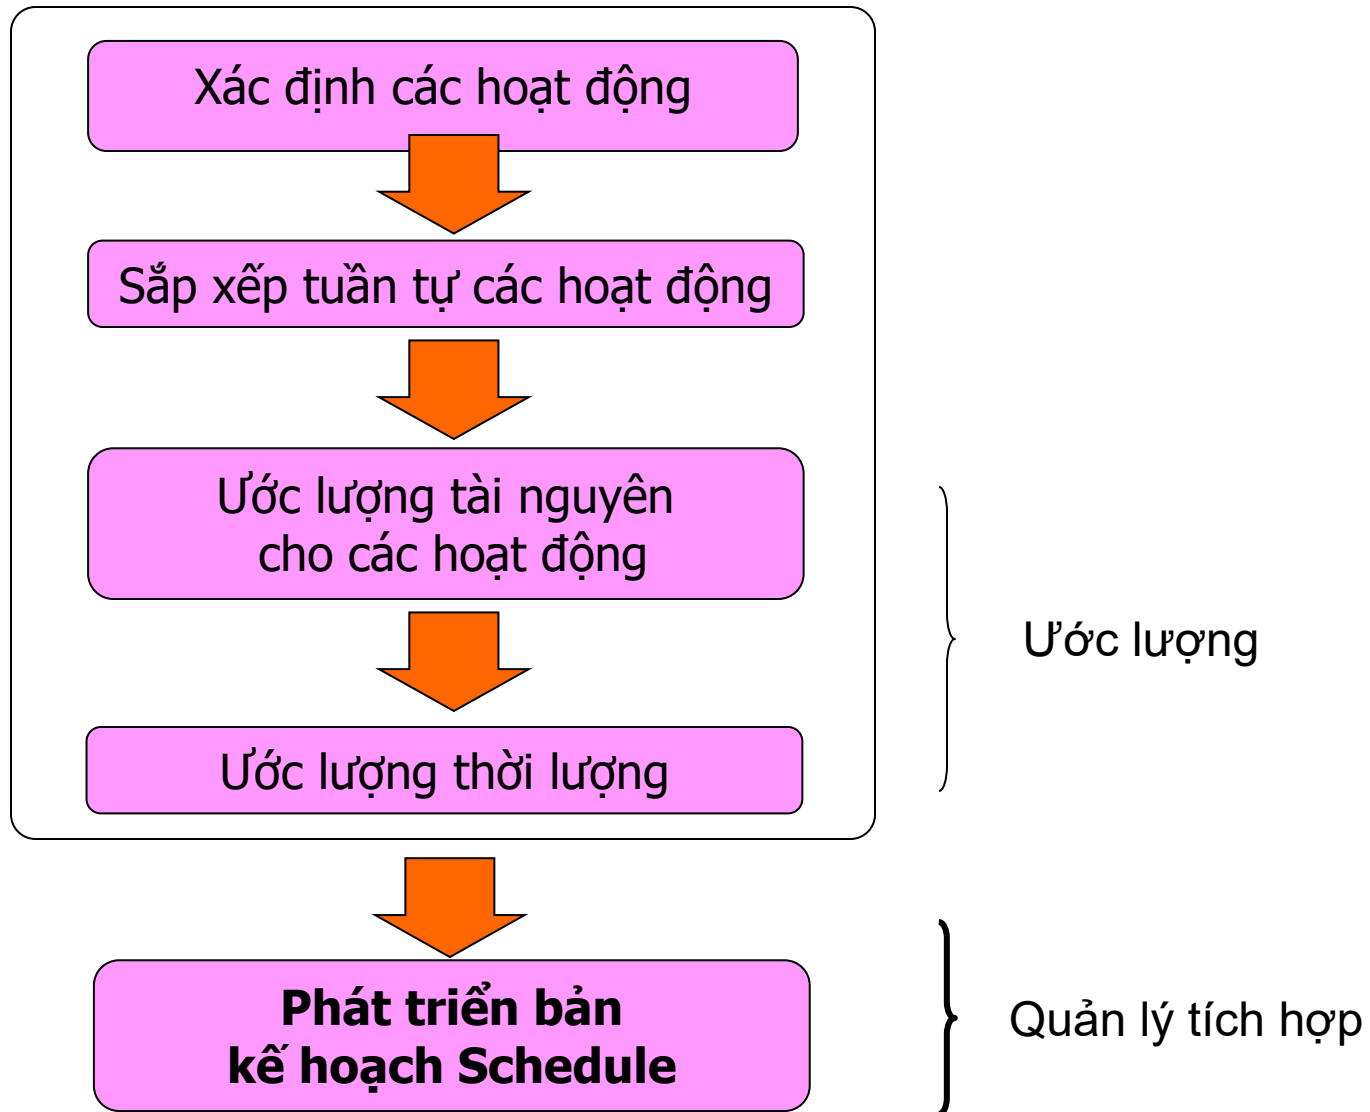 Xác định các hoạt động
Sắp xếp tuần tự các hoạt động
Ước lượng tài nguyên
cho các hoạt động
Ước lượng
Ước lượng thời lượng
Phát triển bản
kế hoạch Schedule
Quản lý tích hợp